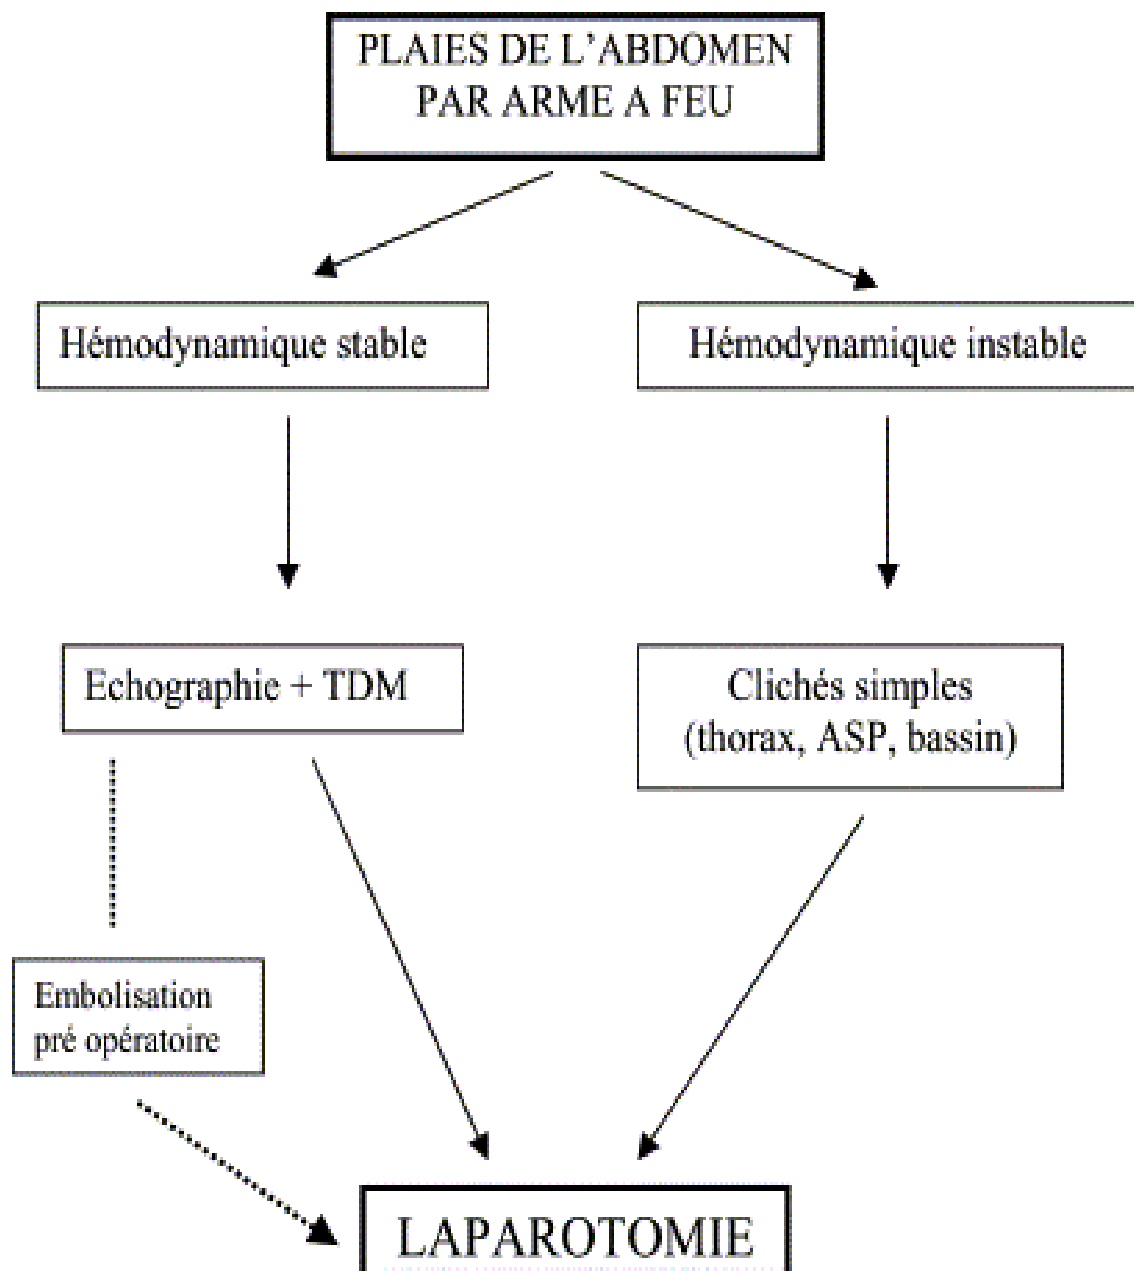 PLAIES DE L'ABDOMEN
PAR ARME A FEU
Hémodynamique stable
Hémodynamique instable
Echographie + TDM
Clichés simples
(thorax, ASP, bassin)
Embolisation
pré opératoire
LAPAROTOMIE